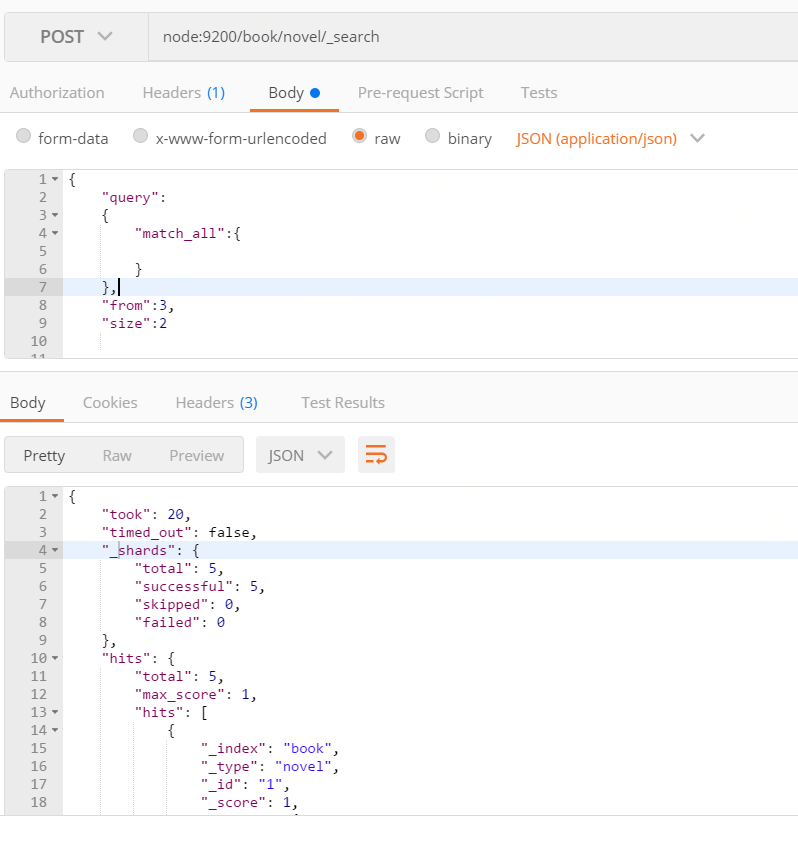 POST node:9200/book/novel/_search
Authorization Headers (1) Body Pre-request Script Tests
form-data x-www-form-urlencoded raw binary JSON (application/json)
1 {
2 "query":
3 {
4 "match_all":{
5
6 }
7 },
8 "from":3,
9 "size":2
10
11
Body Cookies Headers (3) Test Results
Pretty Raw Preview JSON
1 {
2 "took": 20,
3 "timed_out": false,
4 "_shards": {
5 "total": 5,
6 "successful": 5,
7 "skipped": 0,
8 "failed": 0
9 },
10 "hits": {
11 "total": 5,
12 "max_score": 1,
13 "hits": [
14 {
15 "_index": "book",
16 "_type": "novel",
17 "_id": "1",
18 "_score": 1,